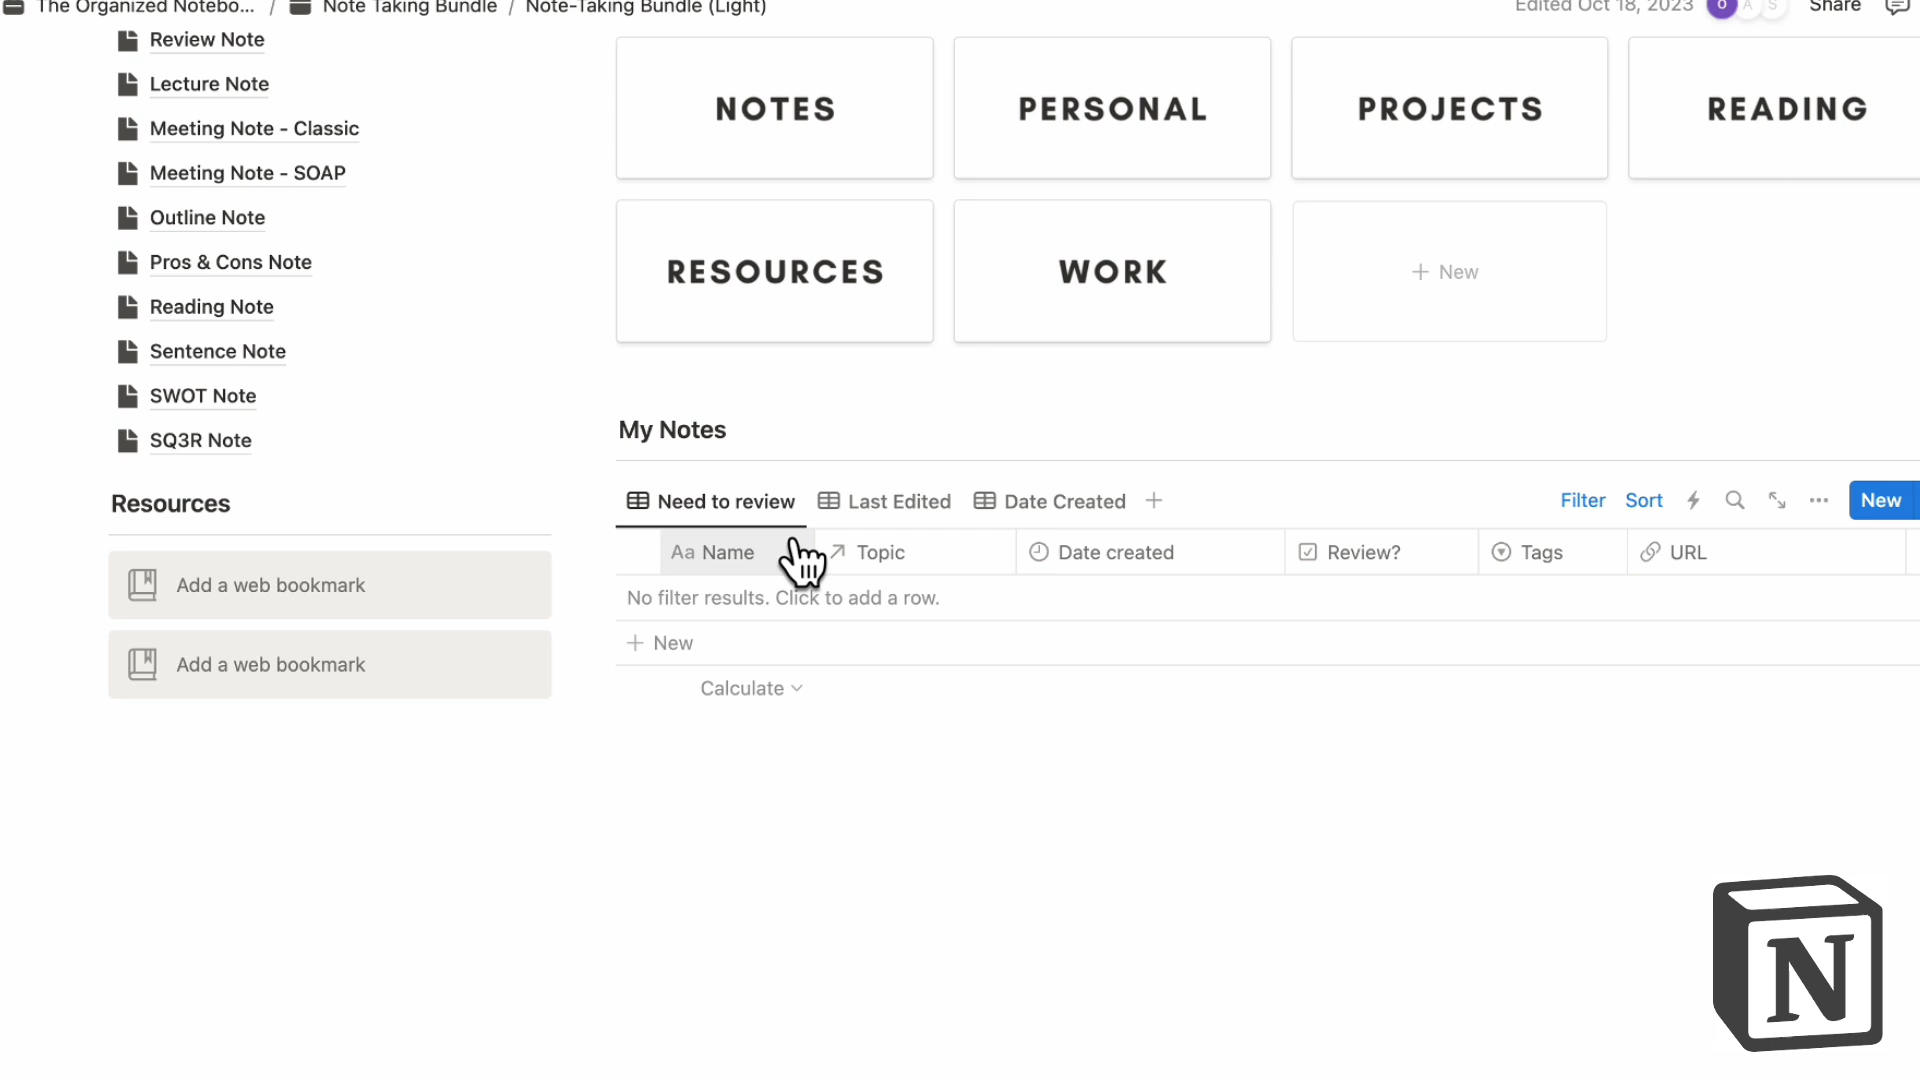 The Organized Notebo... / Note Taking Bundle / Note-Taking Bundle (Light)
Edited Oct 18, 2023 O A S Share
Review Note
Lecture Note
Meeting Note - Classic
Meeting Note - SOAP
Outline Note
Pros & Cons Note
Reading Note
Sentence Note
SWOT Note
SQ3R Note
Resources
Add a web bookmark
Add a web bookmark
NOTES
PERSONAL
PROJECTS
READING
RESOURCES
WORK
+ New
My Notes
Need to review Last Edited Date Created +
Filter Sort New
Aa Name Topic Date created Review? Tags URL
No filter results. Click to add a row.
+ New
Calculate
N